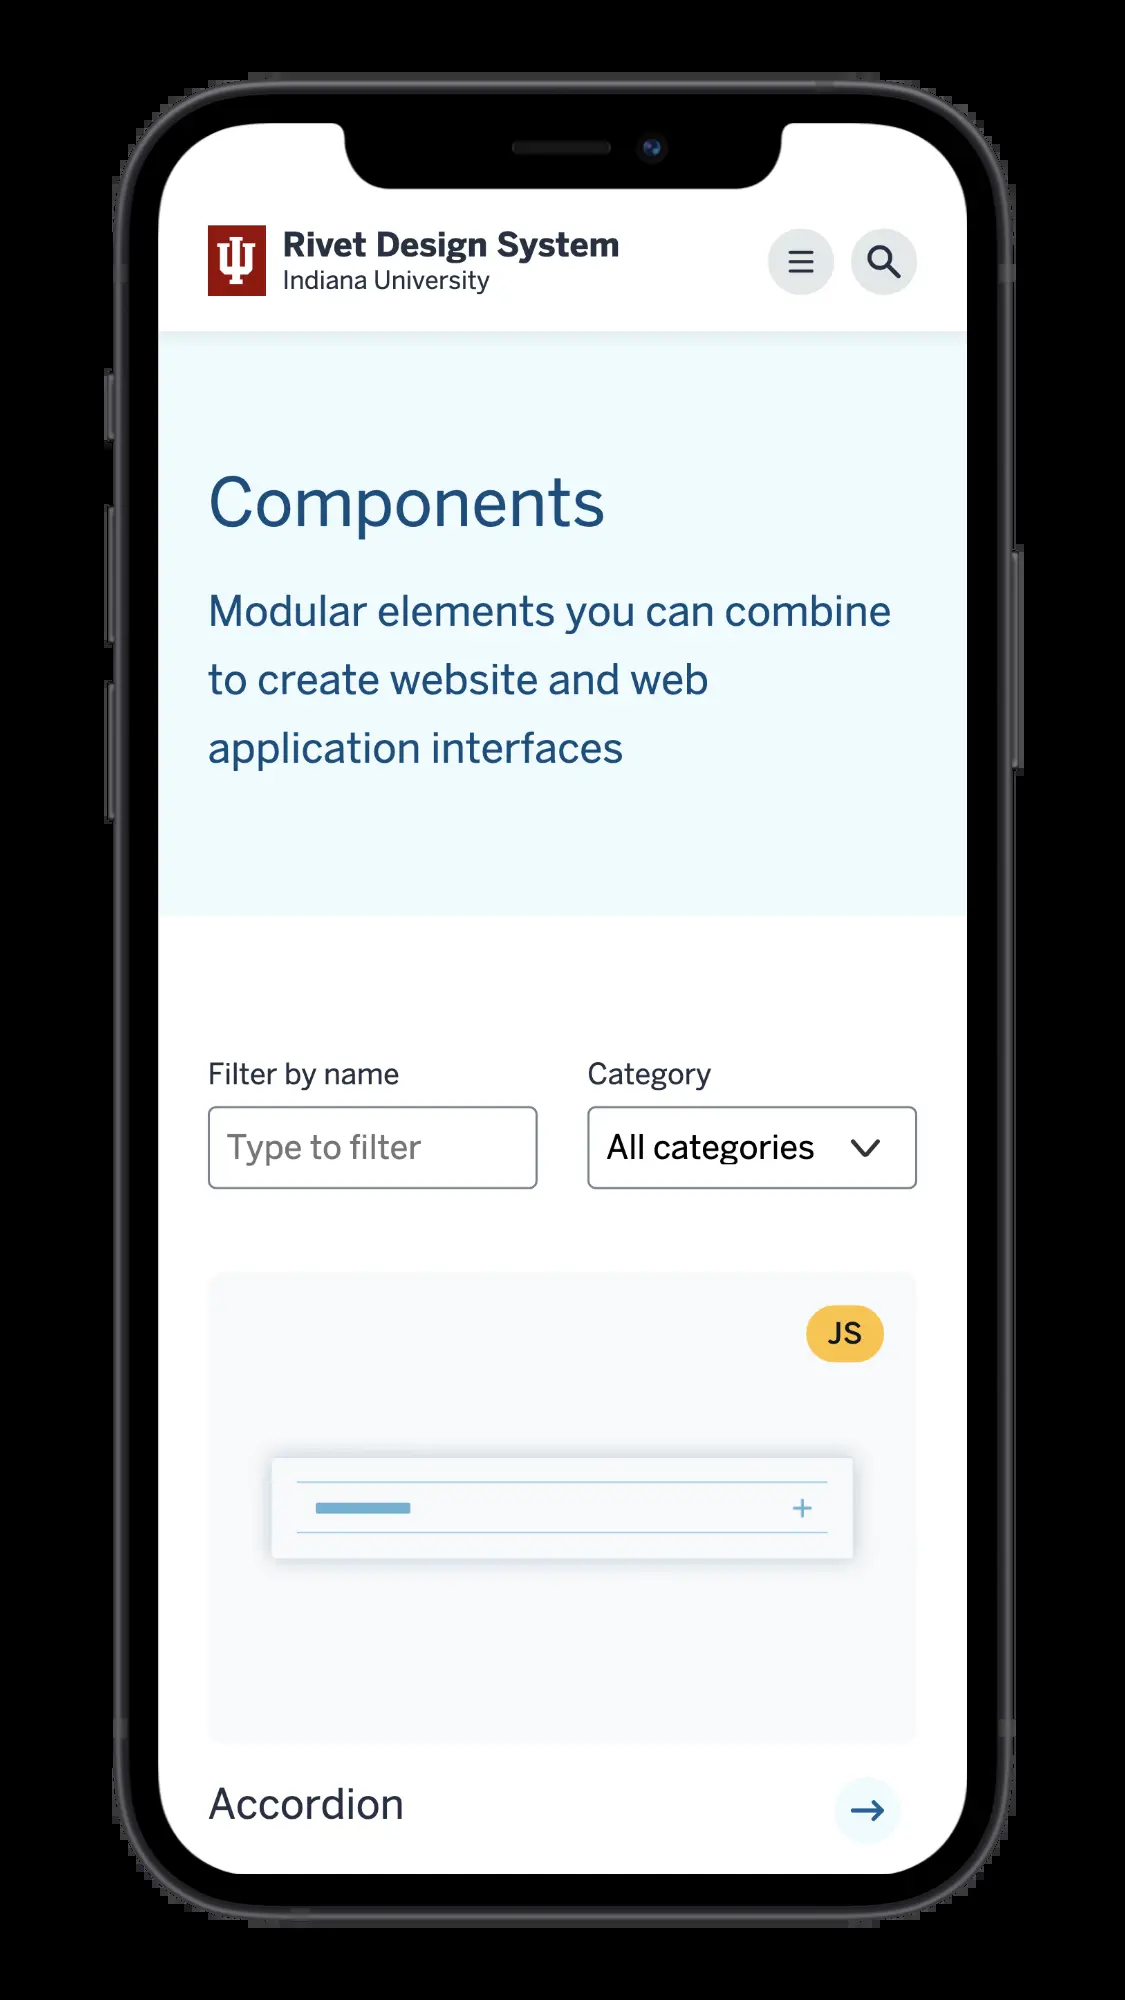 Rivet Design System
Indiana University
Components
Modular elements you can combine
to create website and web
application interfaces
Filter by name
Category
Type to filter
All categories
JS
Accordion